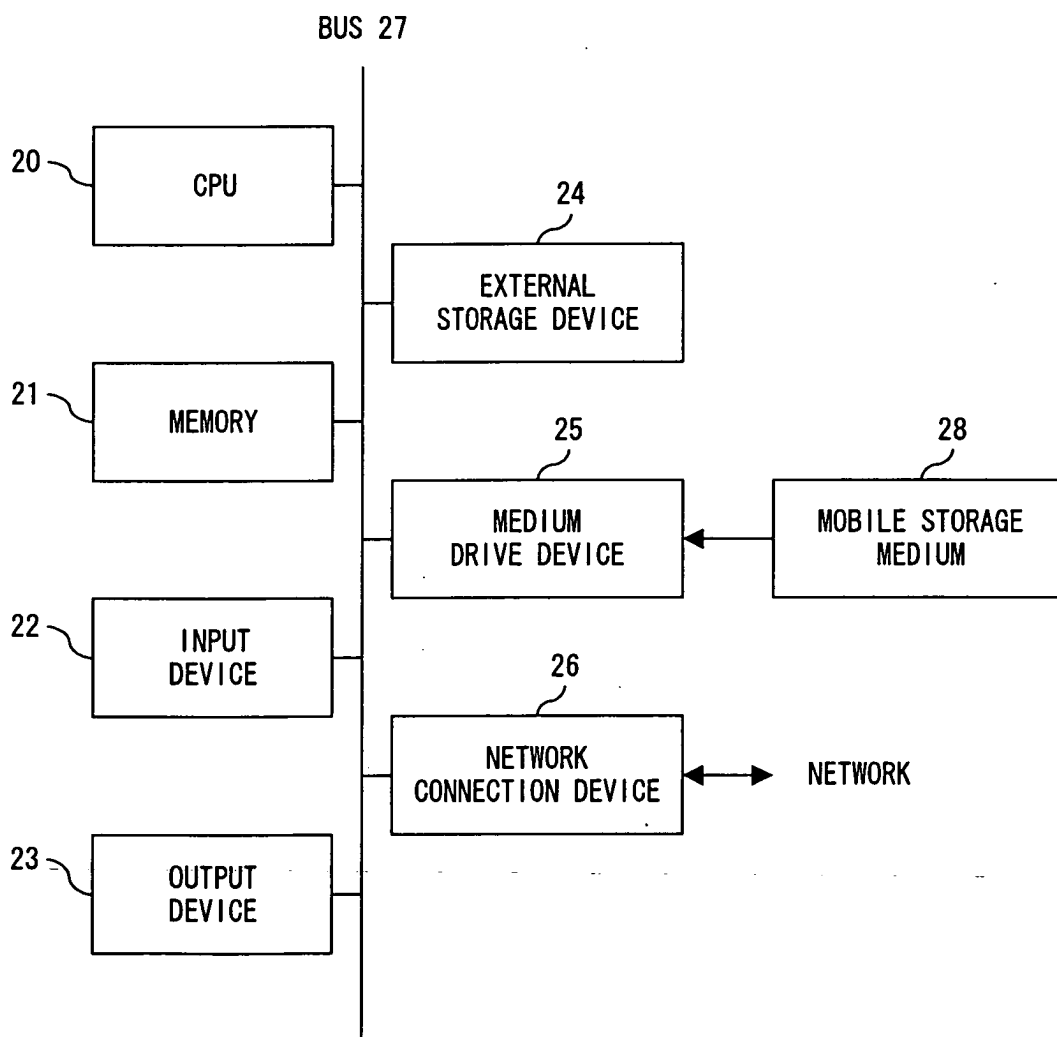 BUS 27
20
CPU
24
EXTERNAL
STORAGE DEVICE
21
MEMORY
25
MEDIUM
DRIVE DEVICE
28
MOBILE STORAGE
MEDIUM
22
INPUT
DEVICE
26
NETWORK
CONNECTION DEVICE
NETWORK
23
OUTPUT
DEVICE